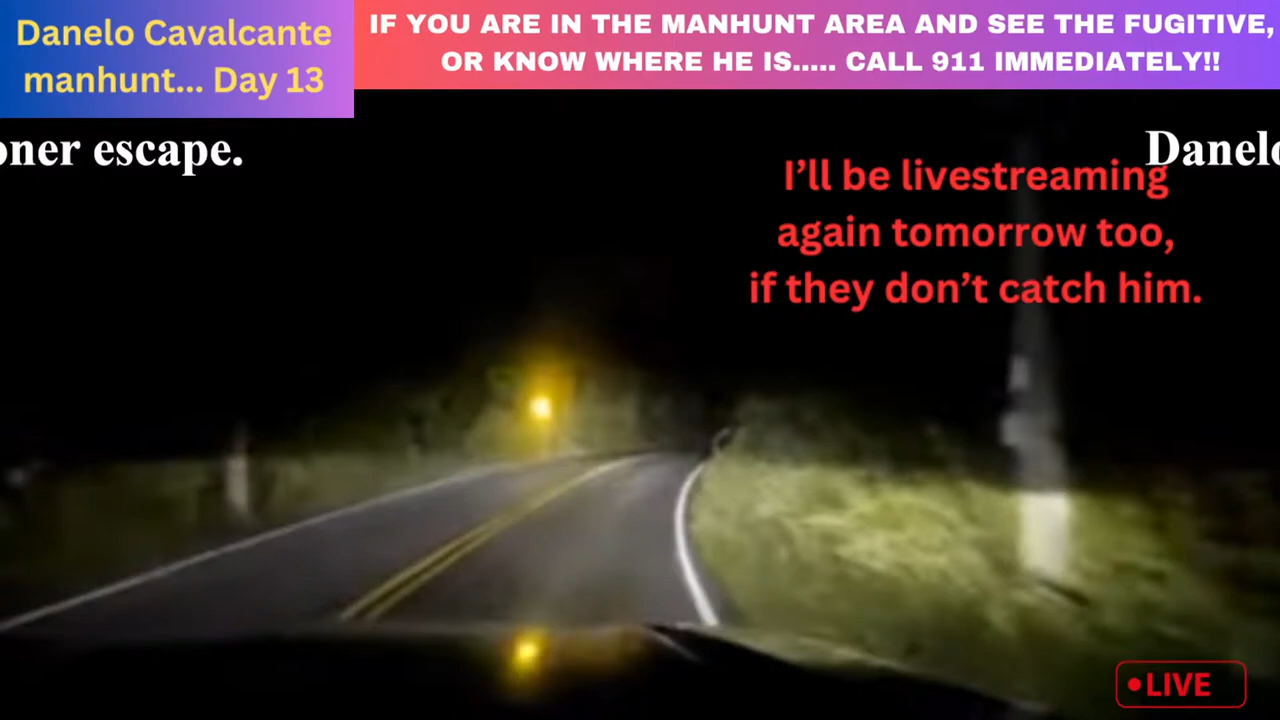 Danelo Cavalcante
manhunt... Day 13
IF YOU ARE IN THE MANHUNT AREA AND SEE THE FUGITIVE,
OR KNOW WHERE HE IS..... CALL 911 IMMEDIATELY!!
oner escape.
Danelo
I'll be livestreaming
again tomorrow too,
if they don't catch him.
LIVE